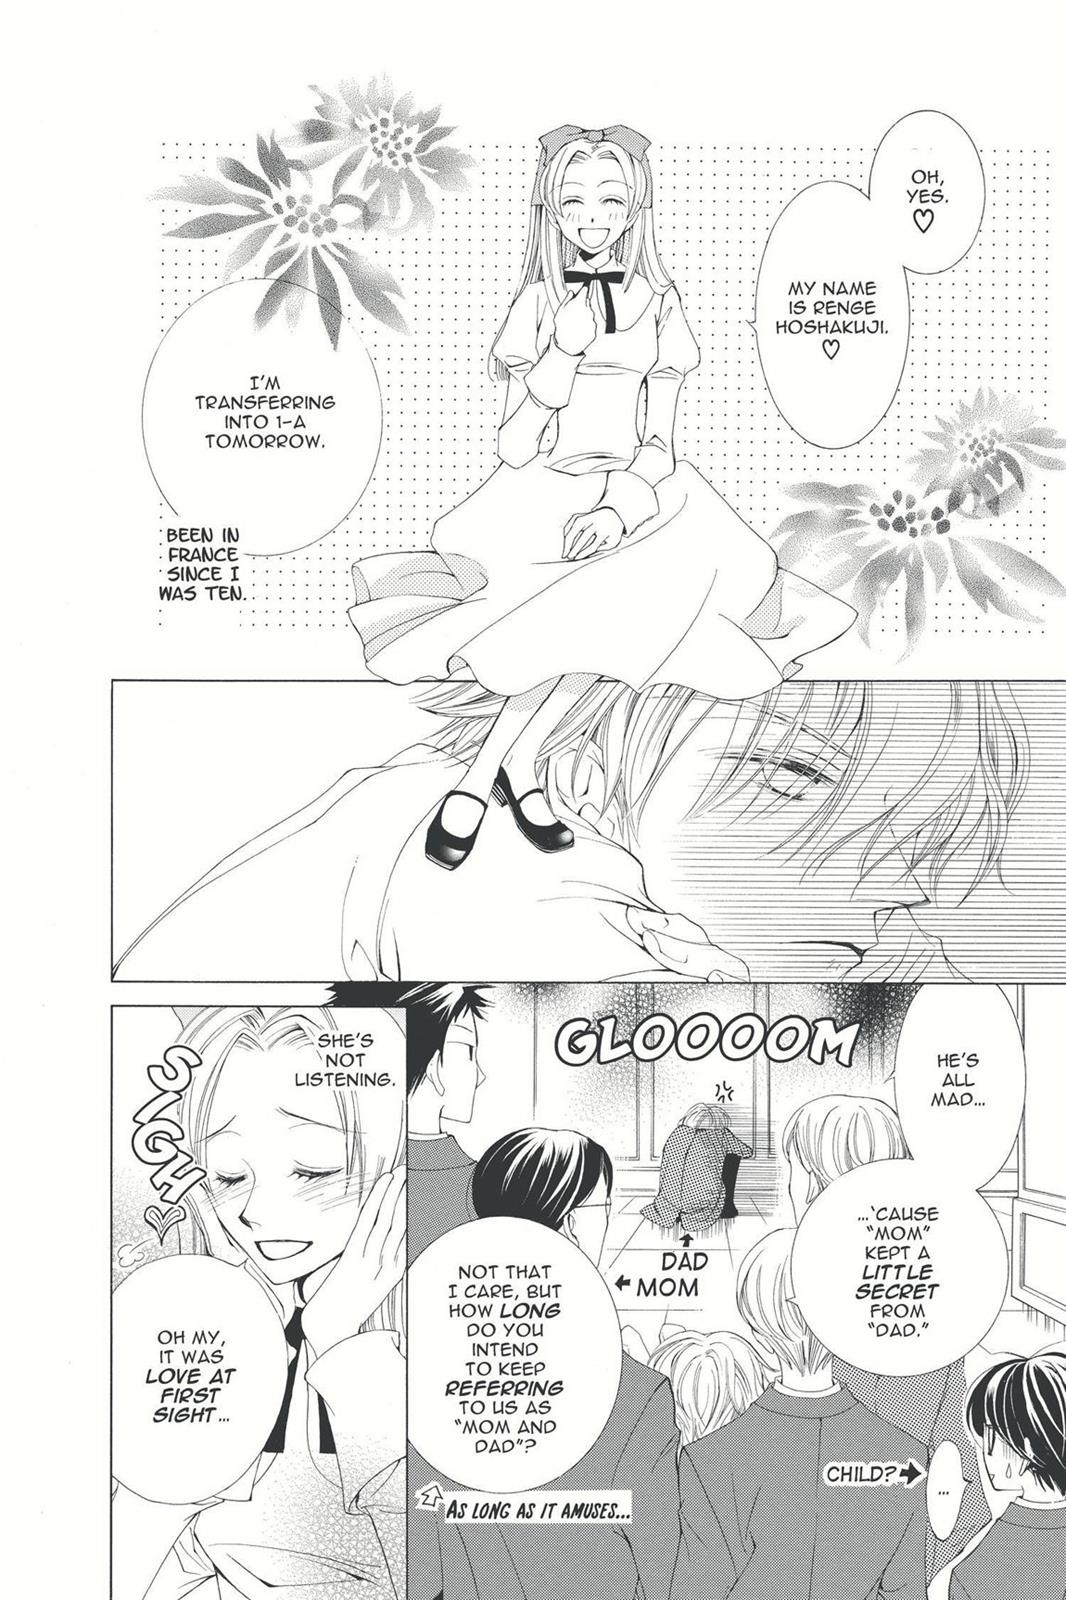 OH,
YES.
♡
MY NAME
IS RENGE
HOSHAKUJI.
♡
I'M
TRANSFERRING
INTO 1-A
TOMORROW.
BEEN IN
FRANCE
SINCE I
WAS TEN.
GLOOOOM
HE'S
ALL
MAD...
...'CAUSE
"MOM"
KEPT A
LITTLE
SECRET
FROM
"DAD."
DAD
MOM
NOT THAT
I CARE, BUT
HOW LONG
DO YOU
INTEND
TO KEEP
REFERRING
TO US AS
"MOM AND
DAD"?
AS LONG AS IT AMUSES...
CHILD?
...
SHE'S
NOT
LISTENING.
SIGH
OH MY,
IT WAS
LOVE AT
FIRST
SIGHT...